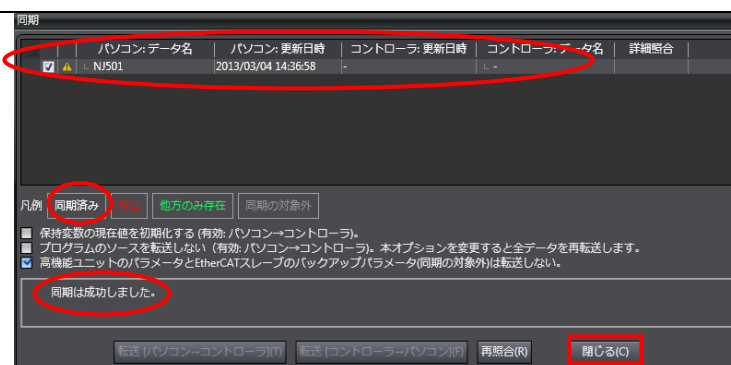 同期
パソコン: データ名 パソコン: 更新日時 コントローラ: 更新日時 コントローラ: データ名 詳細照合
NJ501 2013/03/04 14:36:58 - -
凡例 同期済み 相違 他方のみ存在 同期の対象外
保持変数の現在値を初期化する (有効: パソコン→コントローラ)。
プログラムのソースを転送しない (有効: パソコン→コントローラ)。本オプションを変更すると全データを再転送します。
高機能ユニットのパラメータとEtherCATスレーブのバックアップパラメータ(同期の対象外)は転送しない。
同期は成功しました。
転送 [パソコン→コントローラ](T) 転送 [コントローラ→パソコン](F) 再照合(R) 閉じる(C)